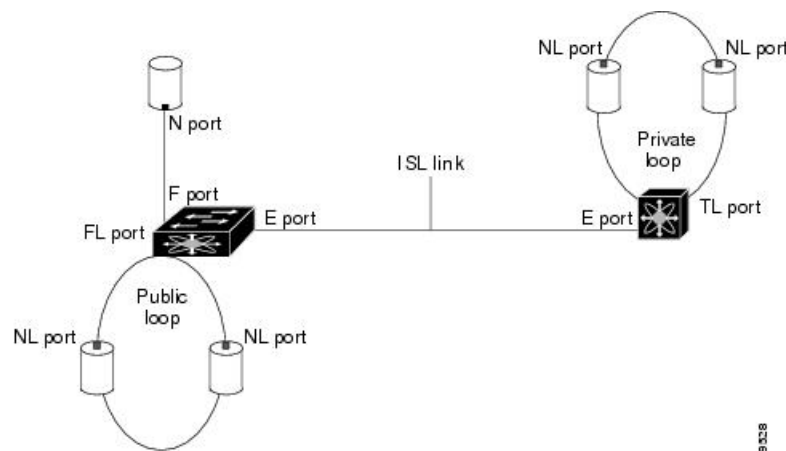 NL port
NL port
N port
Private
loop
ISL link
F port
E port
E port
TL port
FL port
Public
loop
NL port
NL port
9528